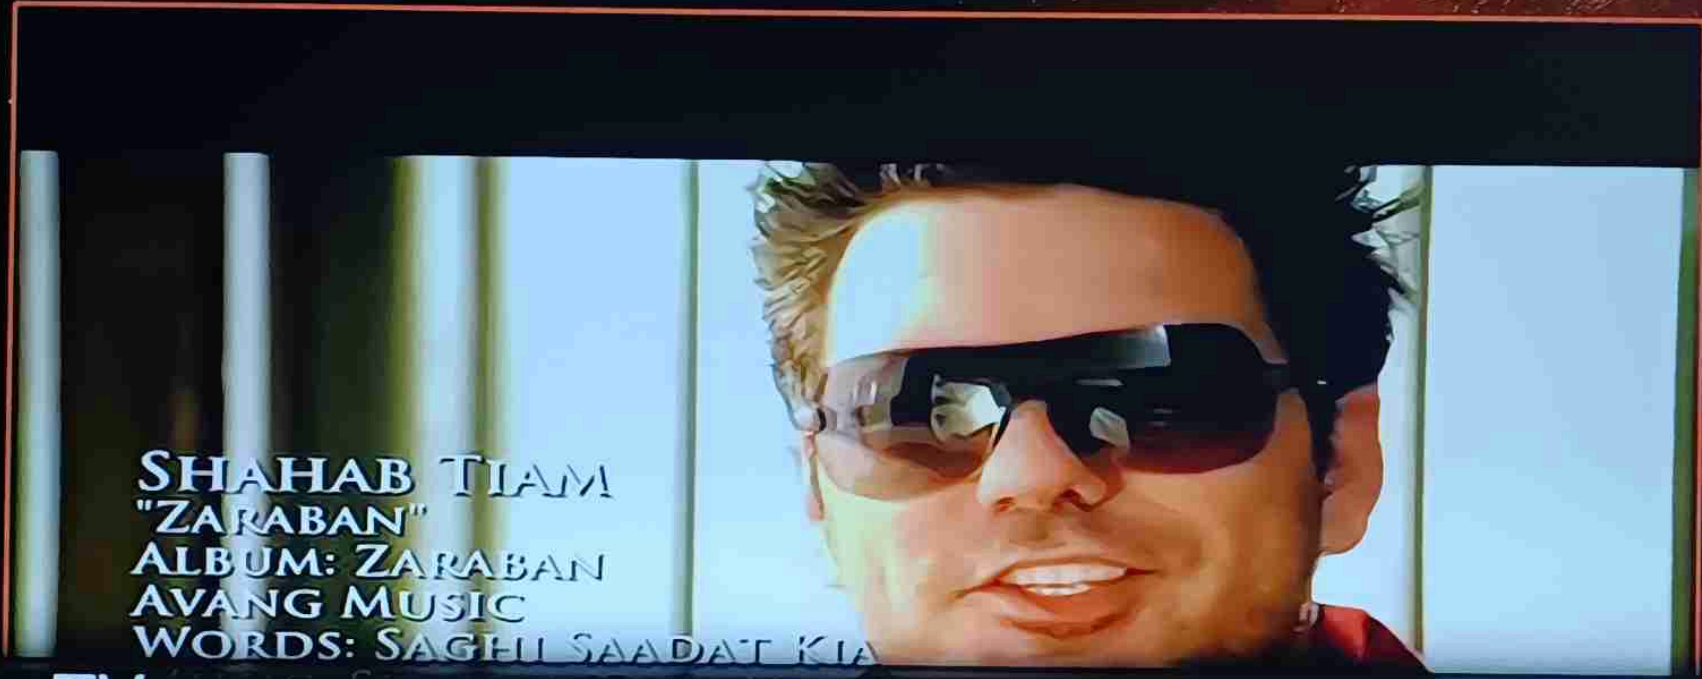 SHAHAB TIAM
"ZARABAN"
ALBUM: ZARABAN
AVANG MUSIC
WORDS: SAGHI SAADAT KIA